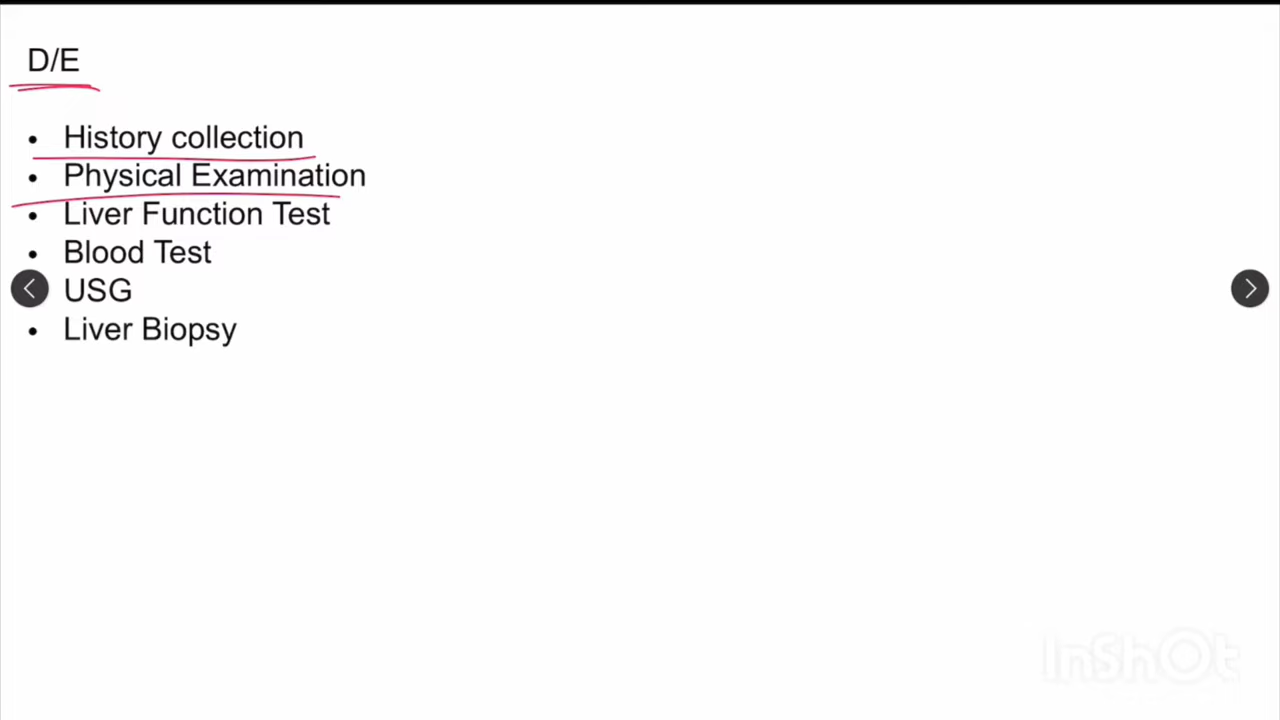 D/E
• History collection
• Physical Examination
• Liver Function Test
• Blood Test
USG
• Liver Biopsy
InShOt